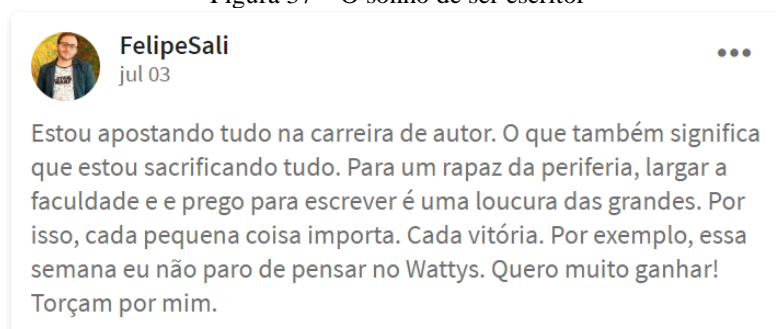 Figura 37 – O sonho de ser escritor
FelipeSali
jul 03
Estou apostando tudo na carreira de autor. O que também significa
que estou sacrificando tudo. Para um rapaz da periferia, largar a
faculdade e e prego para escrever é uma loucura das grandes. Por
isso, cada pequena coisa importa. Cada vitória. Por exemplo, essa
semana eu não paro de pensar no Wattys. Quero muito ganhar!
Torçam por mim.